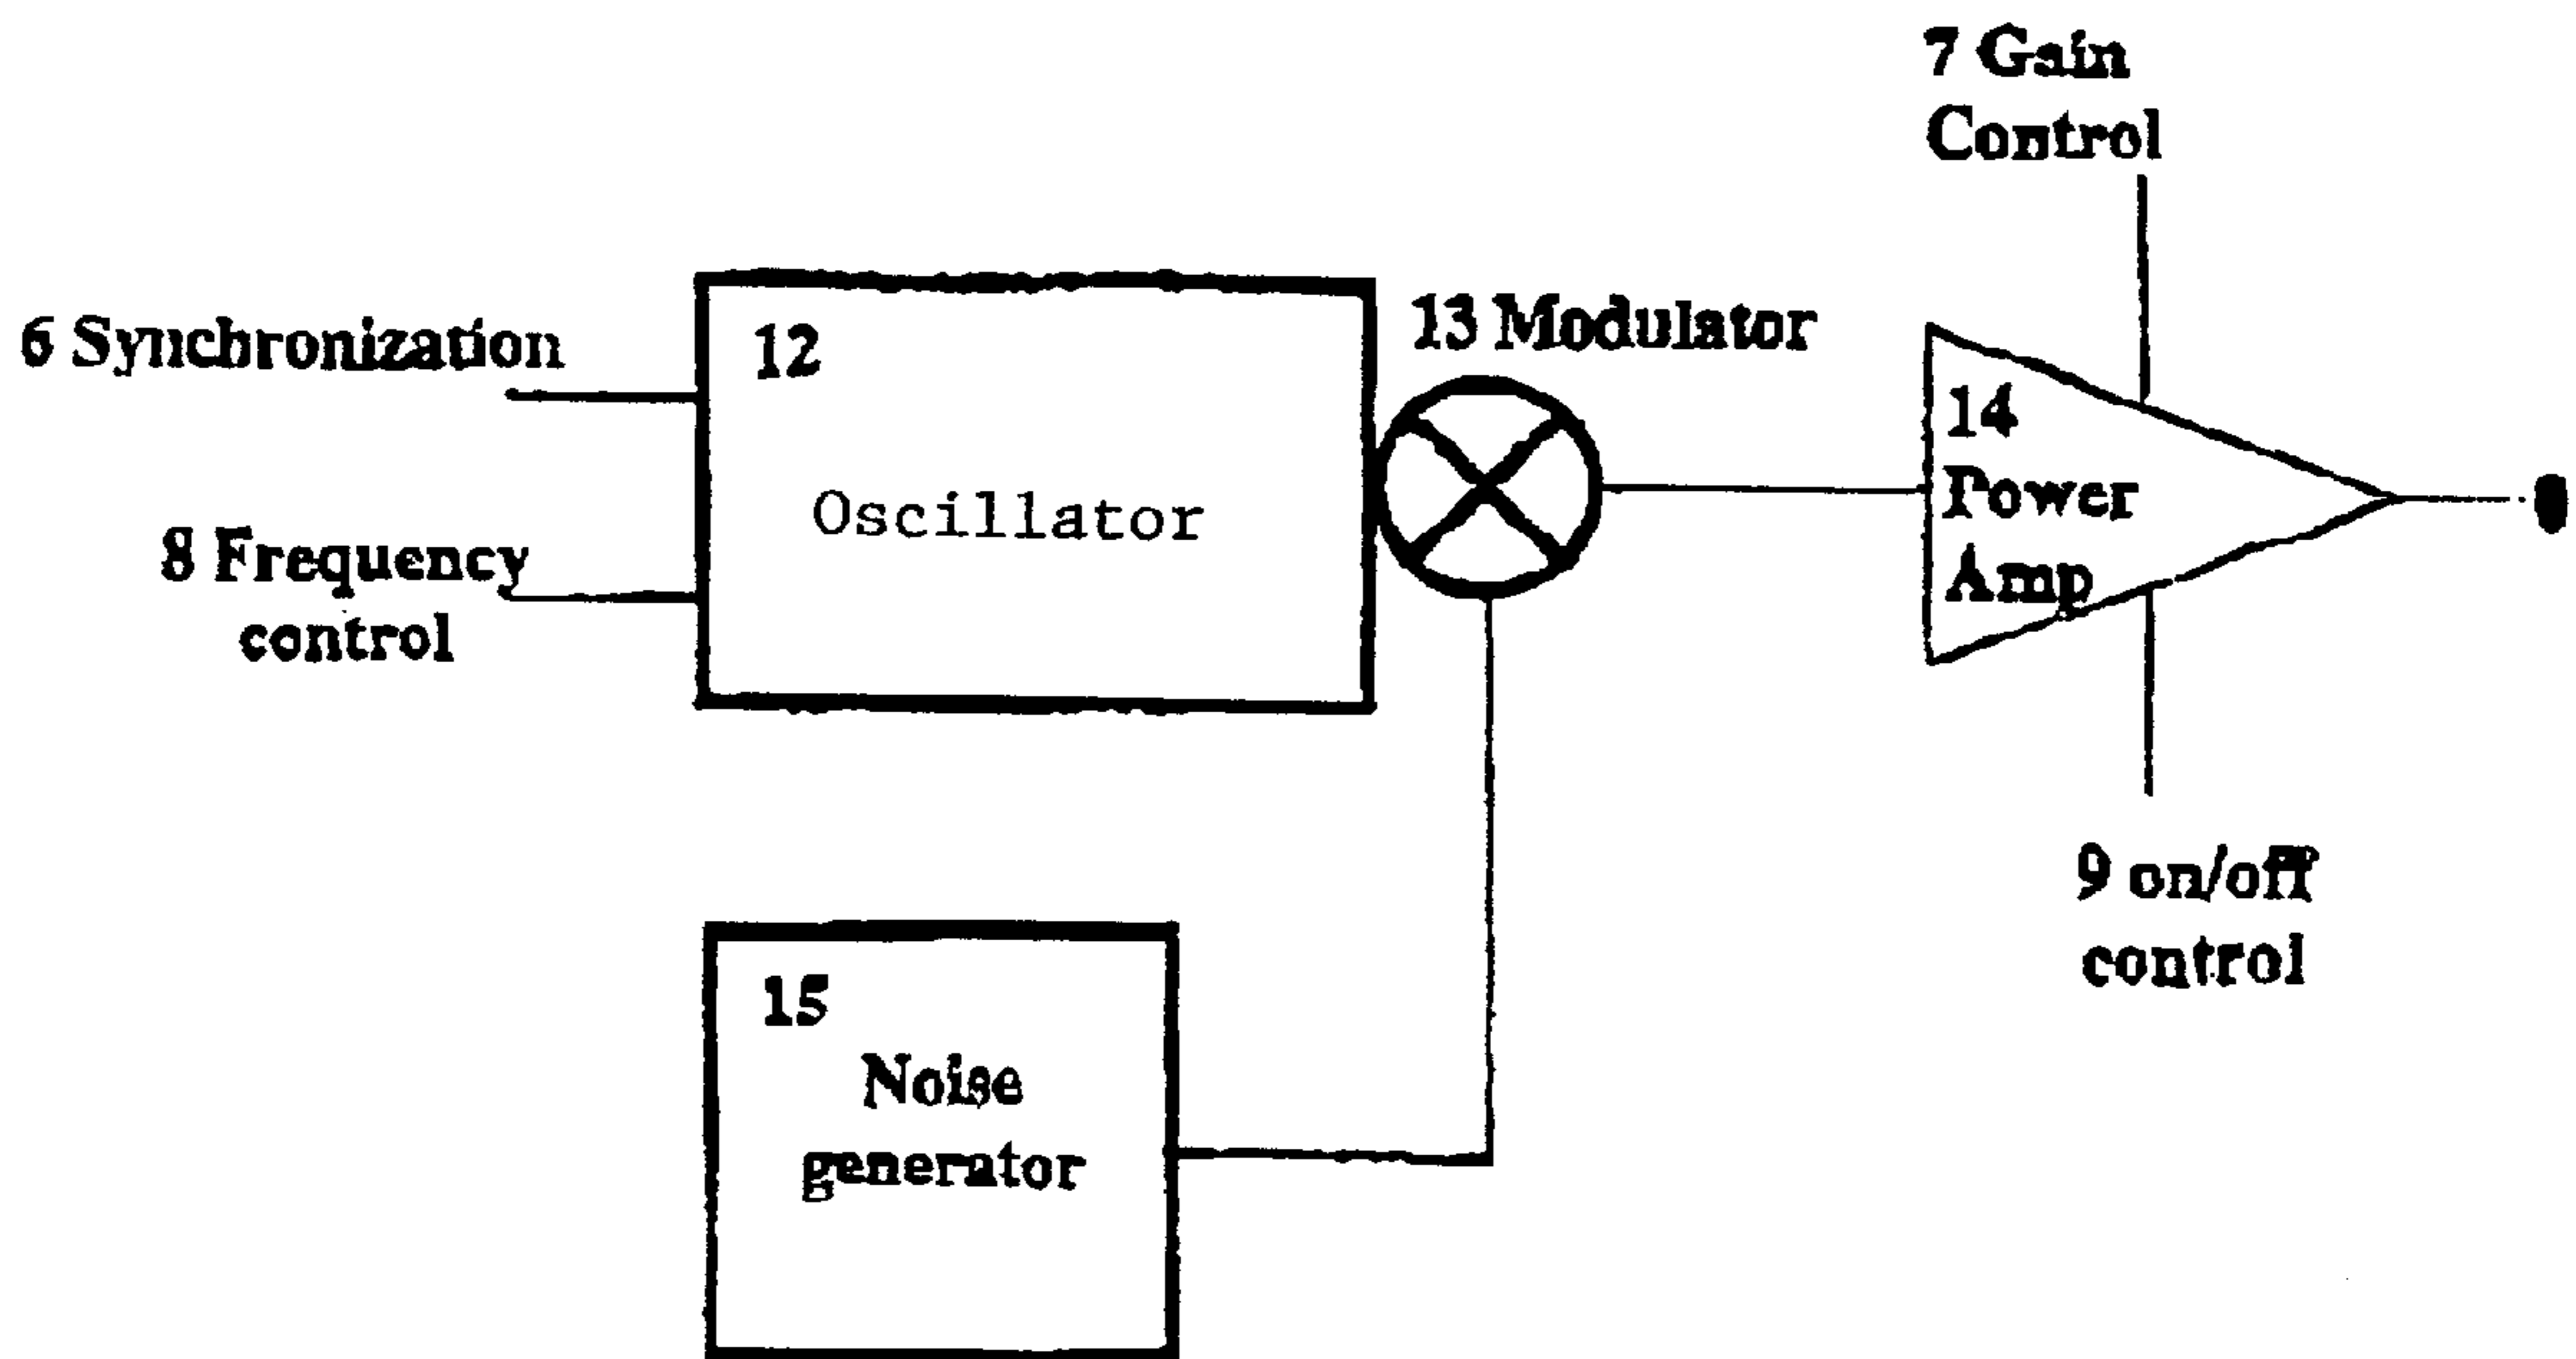 7 Gain
Control
6 Synchronization
12
13 Modulator
14
Power
Amp
Oscillator
8 Frequency
control
9 on/off
control
15
Noise
generator